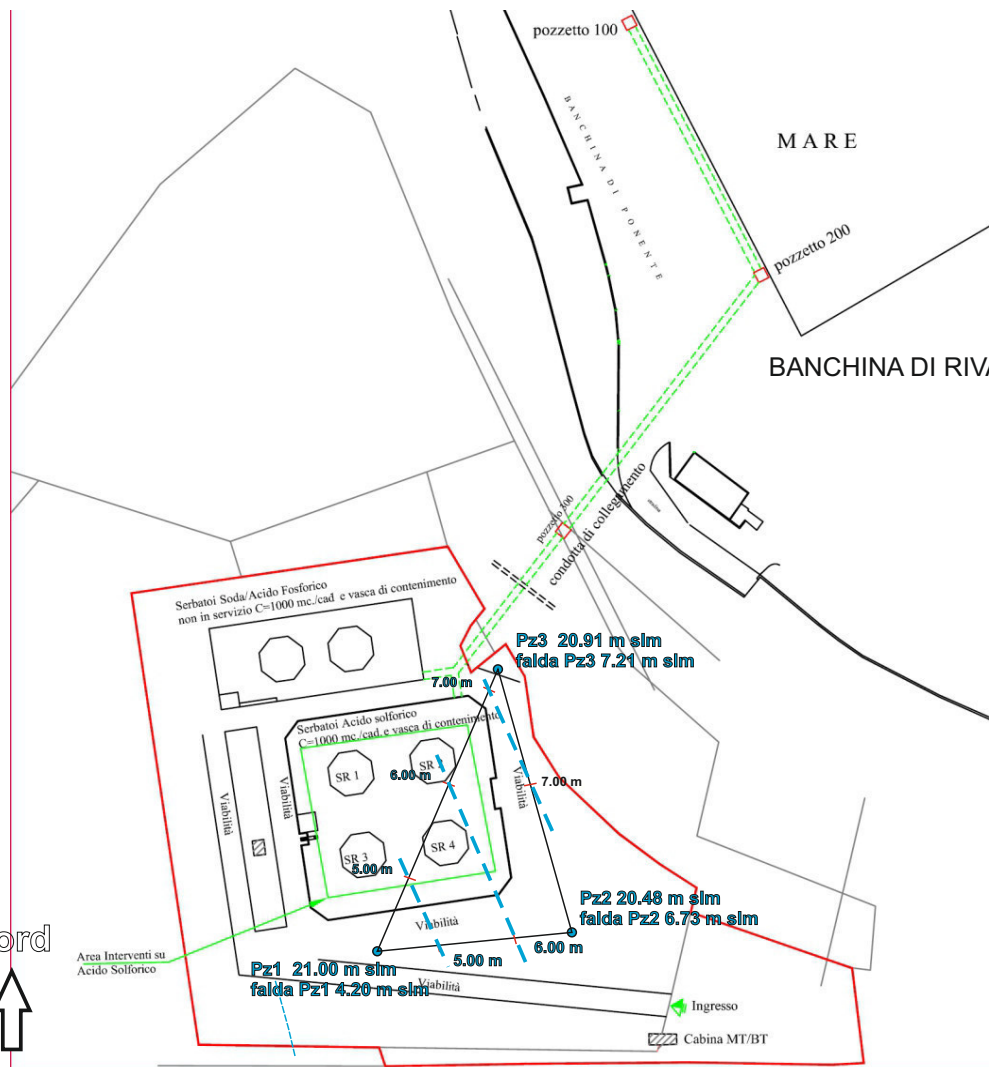 pozzetto 100
BANCHINA DI PONENTE
MARE
pozzetto 200
BANCHINA DI RIVA
pozzetto 300
condotta di collegamento
Serbatoi Soda/Acido Fosforico
non in servizio C=1000 mc./cad e vasca di contenimento
Pz3 20.91 m slm
falda Pz3 7.21 m slm
7.00 m
Serbatoi Acido solforico
C=1000 mc./cad. e vasca di contenimento
SR 1
SR 2
6.00 m
7.00 m
Viabilità
Viabilità
Viabilità
SR 3
SR 4
5.00 m
Pz2 20.48 m slm
falda Pz2 6.73 m slm
Viabilità
6.00 m
5.00 m
ord
Area Interventi su
Acido Solforico
Pz1 21.00 m slm
falda Pz1 4.20 m slm
Viabilità
Ingresso
Cabina MT/BT